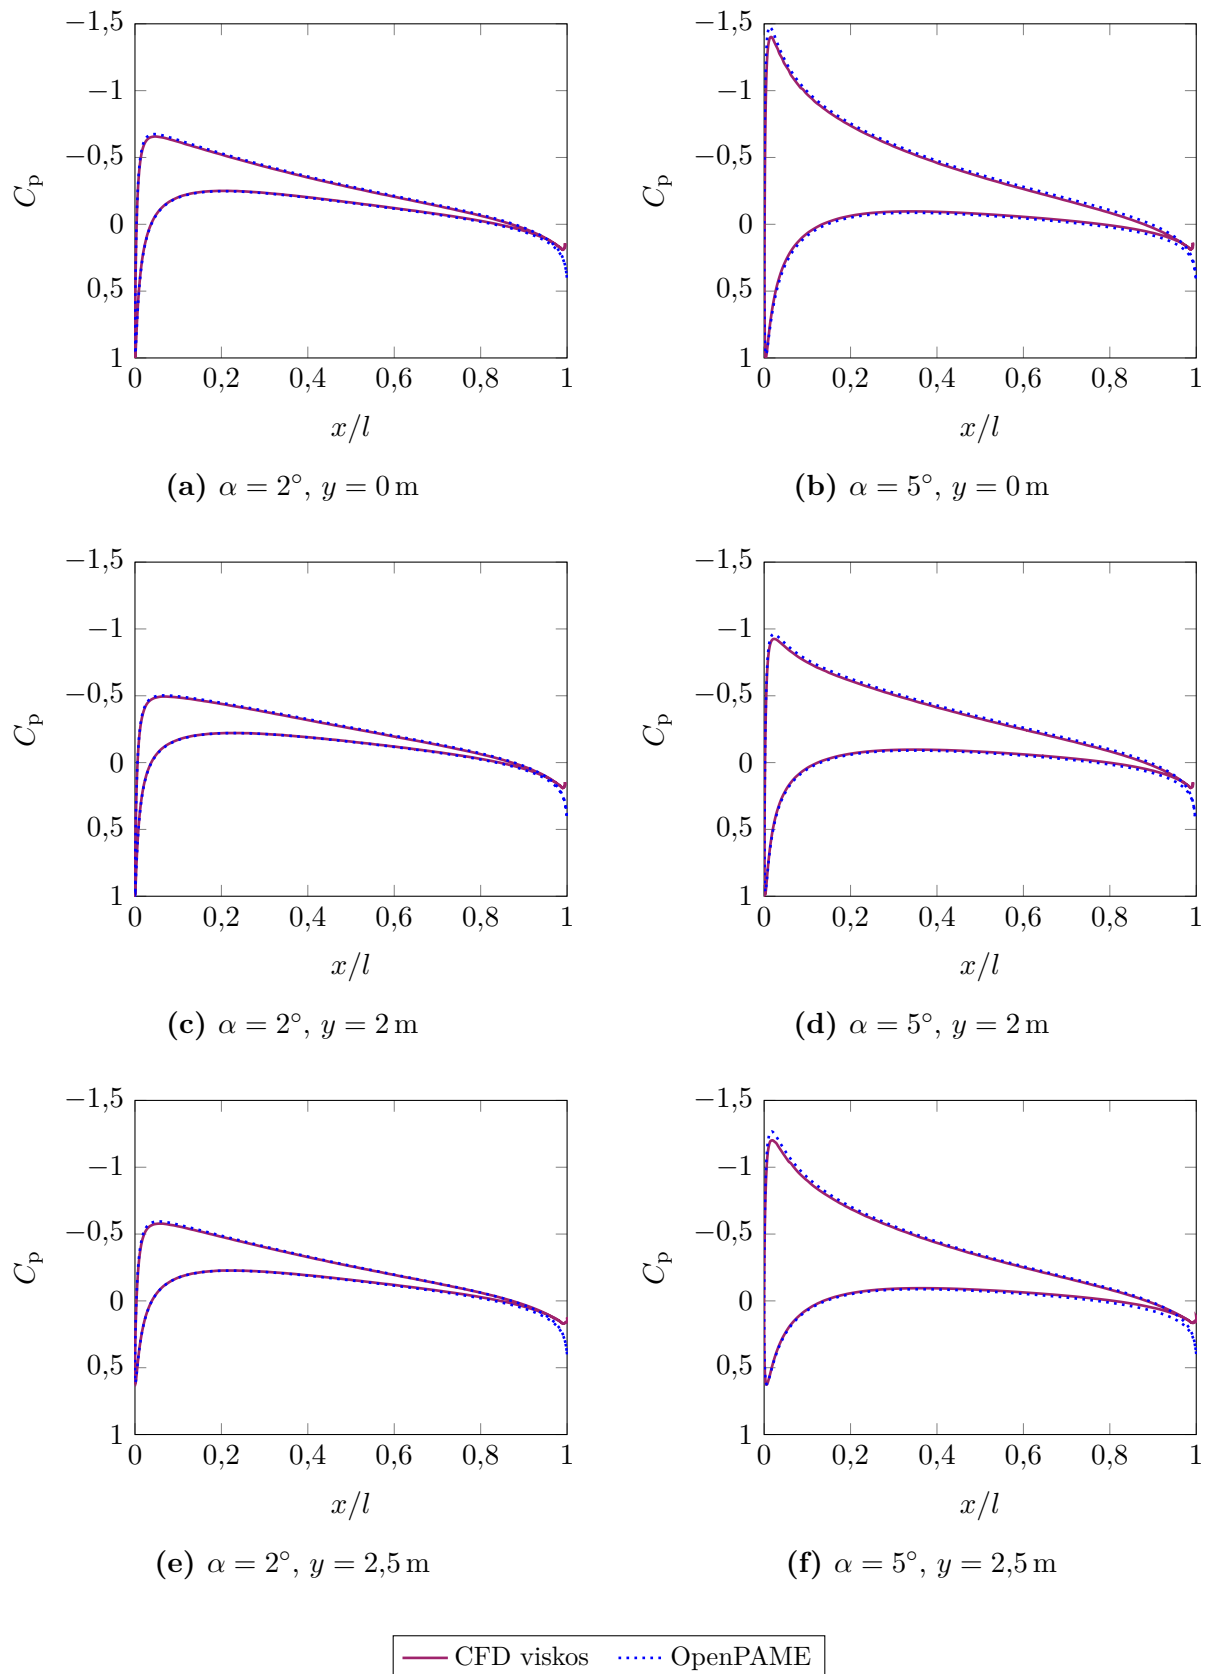 −1,5 −1,5
−1 −1
−0,5 −0,5
0 0
0,5 0,5
1 1
Cp Cp
0 0,2 0,4 0,6 0,8 1 0 0,2 0,4 0,6 0,8 1
x/l x/l
(a) α = 2°, y = 0 m (b) α = 5°, y = 0 m
−1,5 −1,5
−1 −1
−0,5 −0,5
0 0
0,5 0,5
1 1
Cp Cp
0 0,2 0,4 0,6 0,8 1 0 0,2 0,4 0,6 0,8 1
x/l x/l
(c) α = 2°, y = 2 m (d) α = 5°, y = 2 m
−1,5 −1,5
−1 −1
−0,5 −0,5
0 0
0,5 0,5
1 1
Cp Cp
0 0,2 0,4 0,6 0,8 1 0 0,2 0,4 0,6 0,8 1
x/l x/l
(e) α = 2°, y = 2,5 m (f) α = 5°, y = 2,5 m
CFD viskos OpenPAME